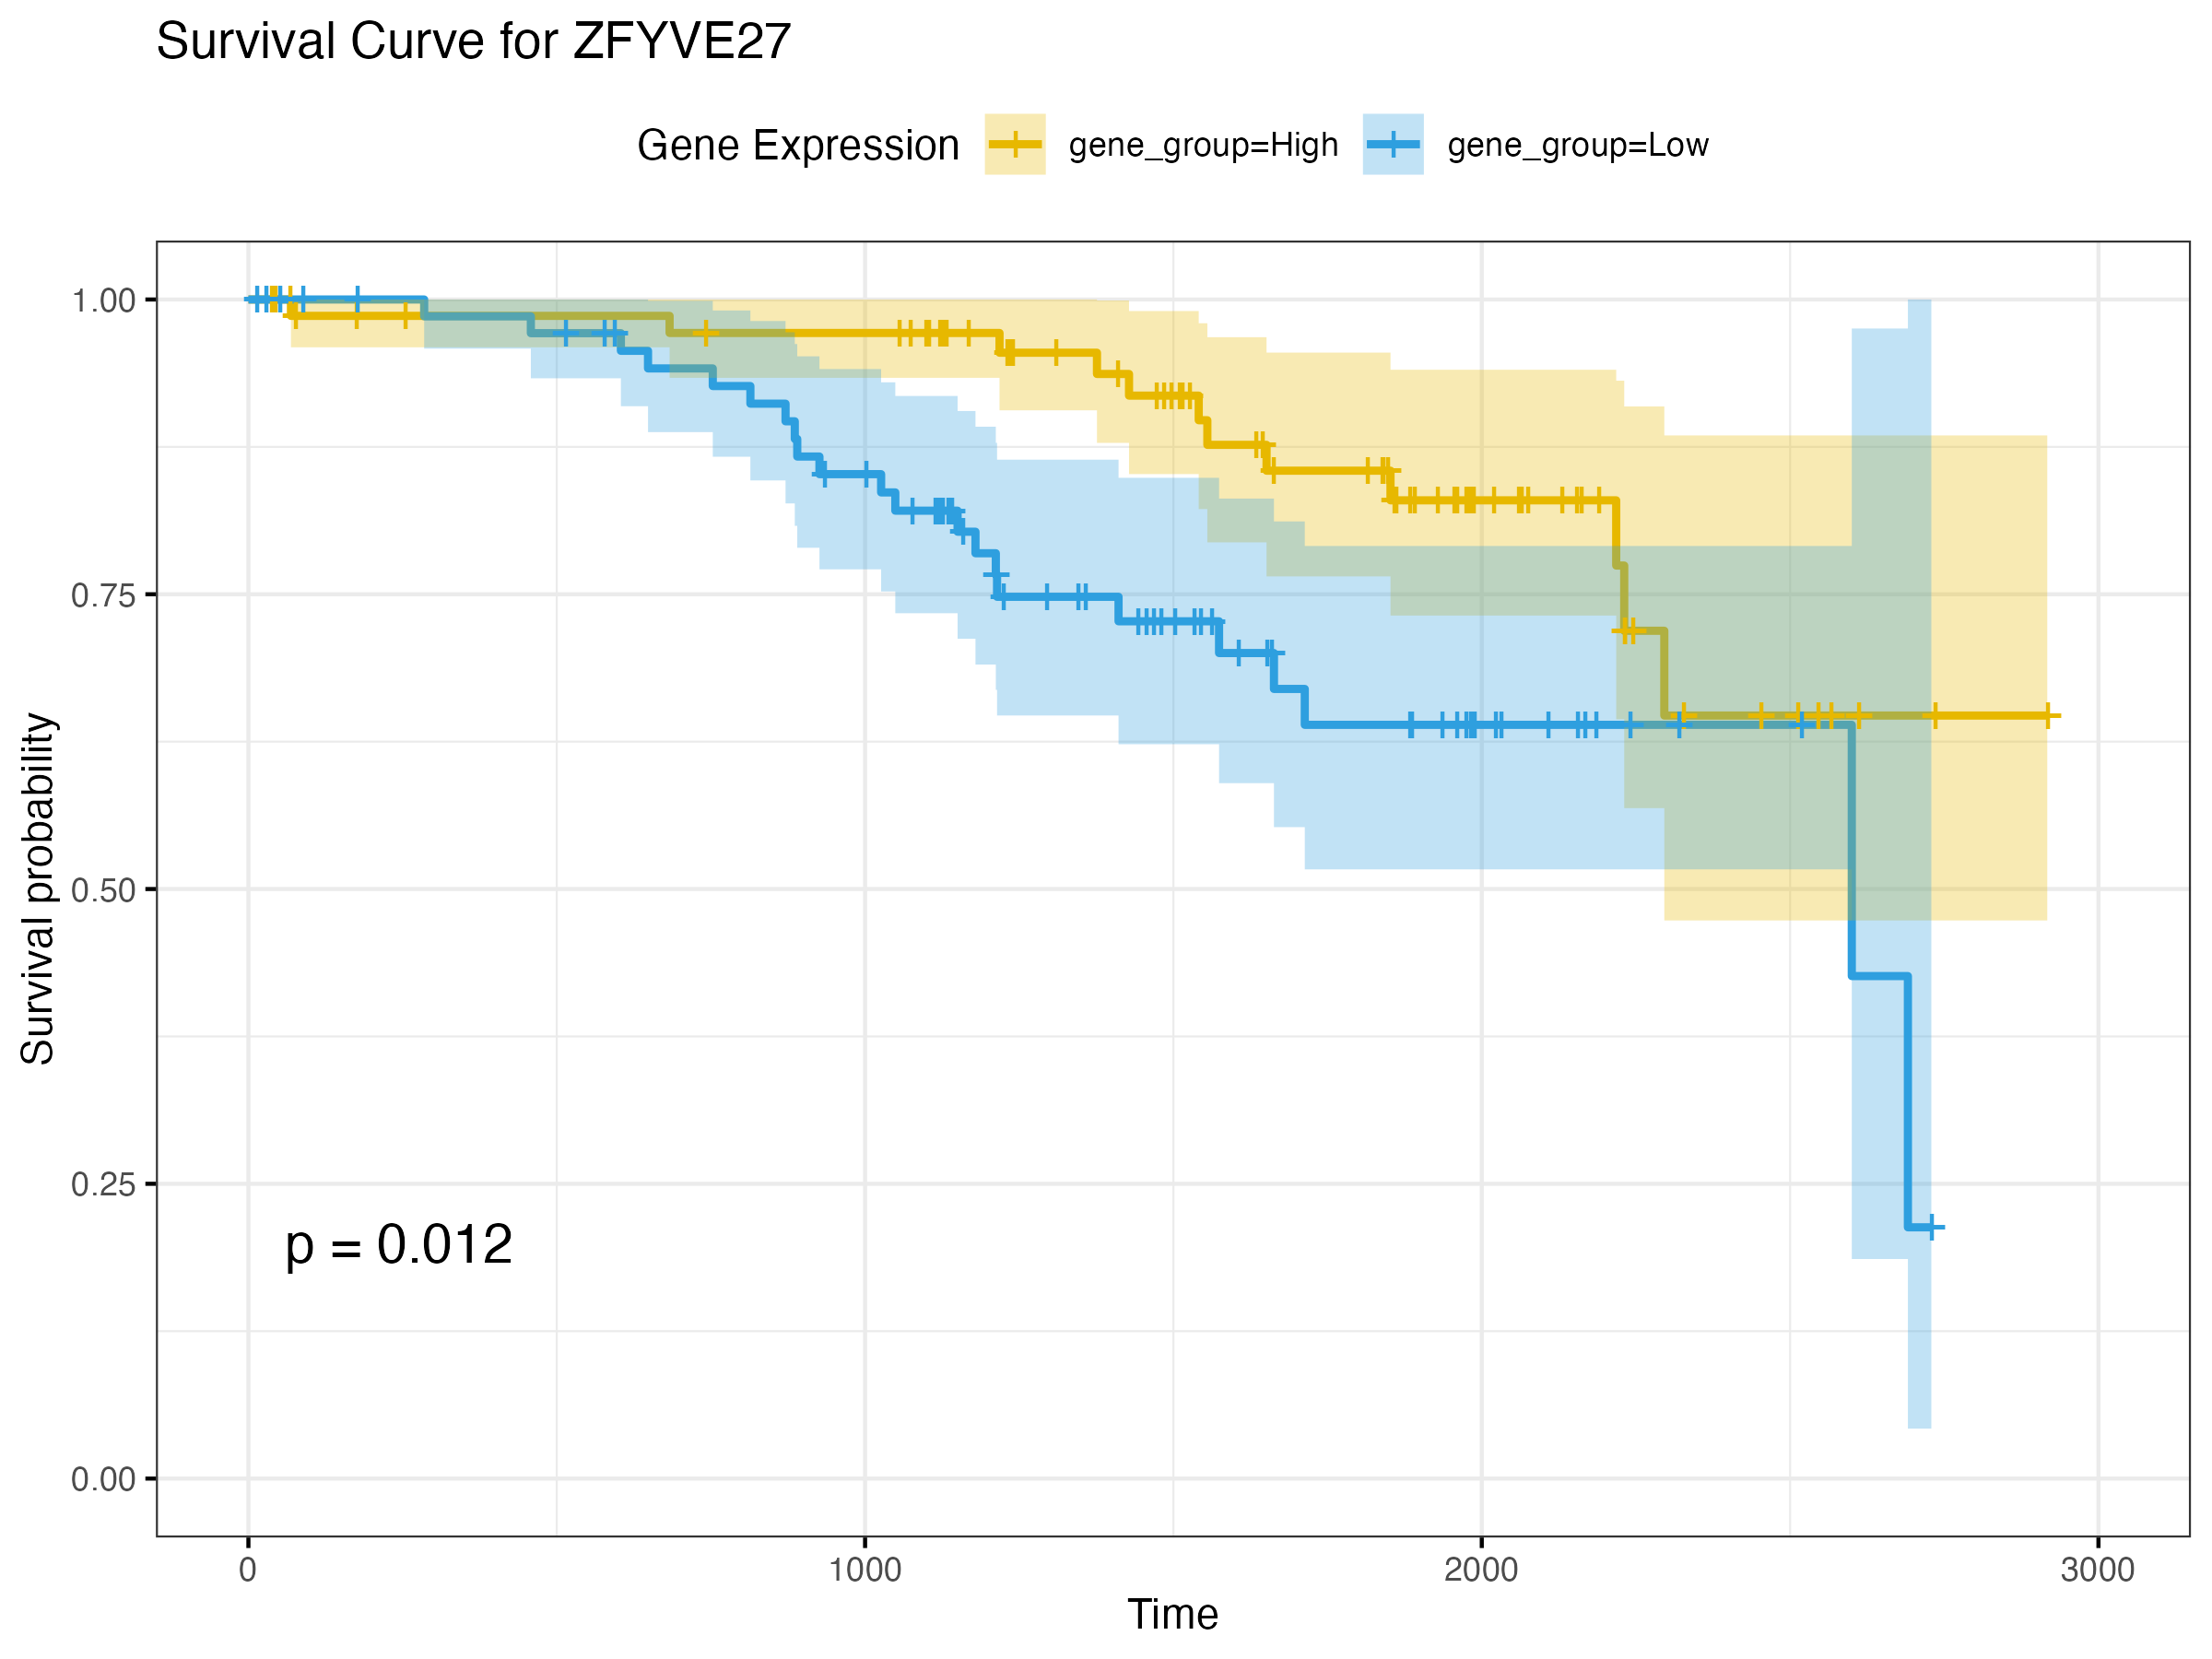 Survival Curve for ZFYVE27
Gene Expression gene_group=High gene_group=Low
1.00
0.75
0.50
0.25
0.00
Survival probability
p = 0.012
0 1000 2000 3000
Time